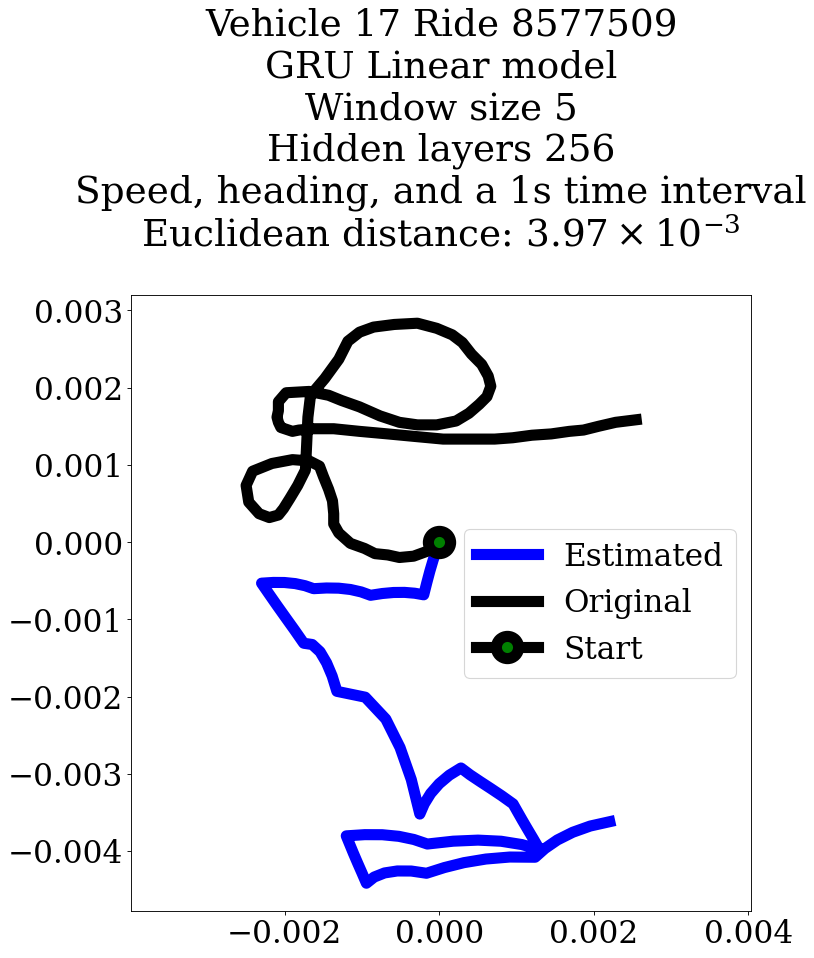 Vehicle 17 Ride 8577509
GRU Linear model
Window size 5
Hidden layers 256
Speed, heading, and a 1s time interval
Euclidean distance: 3.97 × 10⁻³
0.003
0.002
0.001
0.000
−0.001
−0.002
−0.003
−0.004
Estimated
Original
Start
−0.002 0.000 0.002 0.004